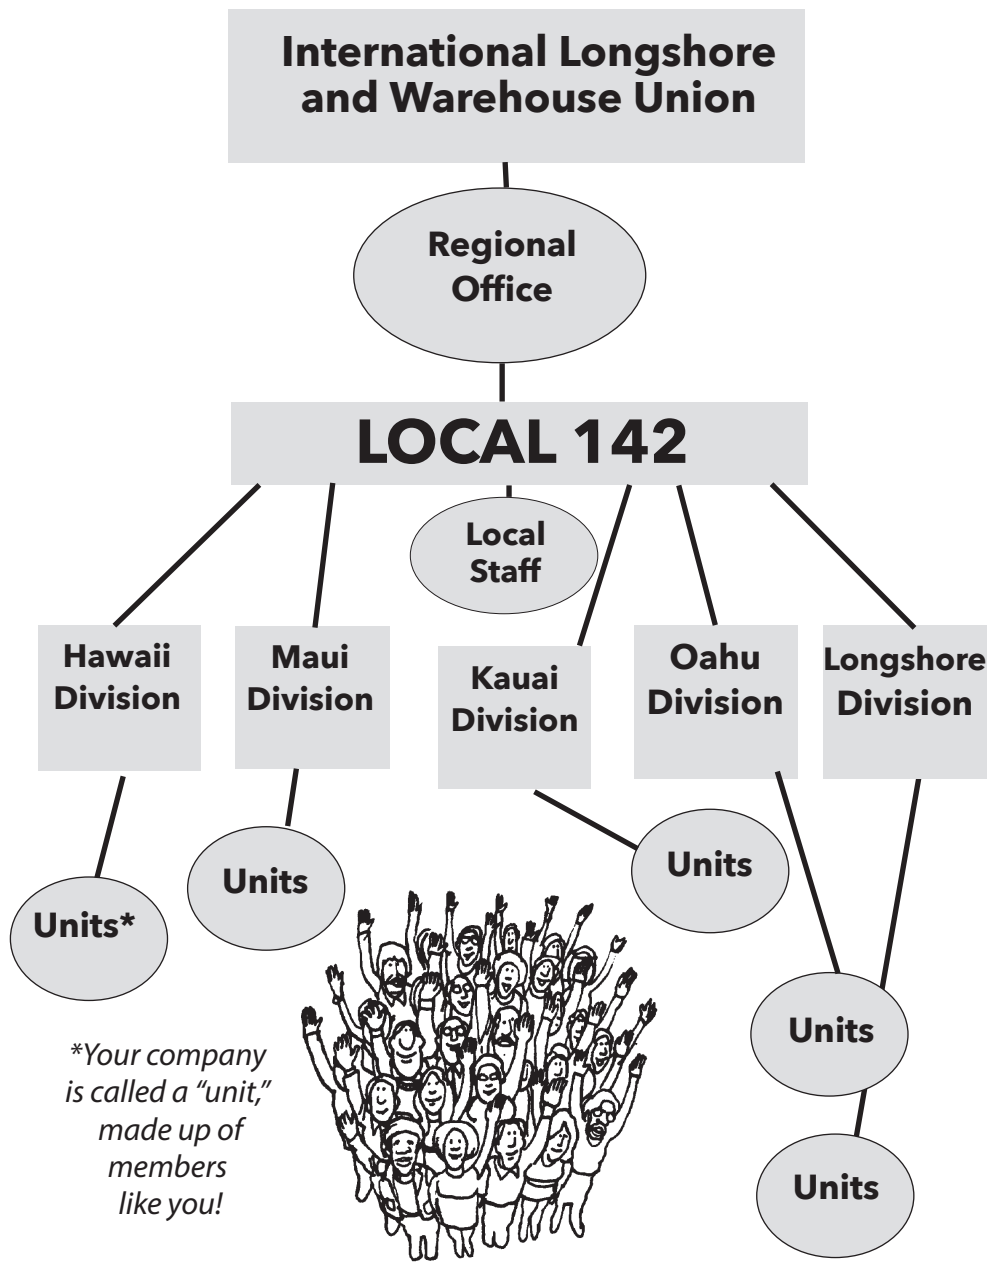 International Longshore
and Warehouse Union
Regional
Office
LOCAL 142
Local
Staff
Hawaii
Division
Maui
Division
Kauai
Division
Oahu
Division
Longshore
Division
Units*
Units
Units
Units
Units
*Your company
is called a “unit,”
made up of
members
like you!